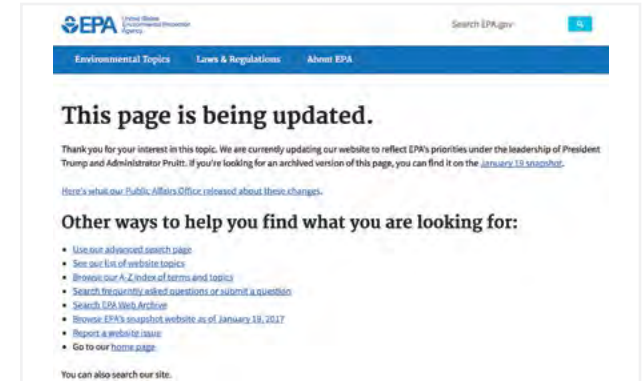 EPA United States
Environmental Protection
Agency
Search EPA.gov
Environmental Topics Laws & Regulations About EPA
This page is being updated.
Thank you for your interest in this topic. We are currently updating our website to reflect EPA's priorities under the leadership of President
Trump and Administrator Pruitt. If you're looking for an archived version of this page, you can find it on the January 19 snapshot.
Here's what our Public Affairs Office released about these changes.
Other ways to help you find what you are looking for:
• Use our advanced search page
• See our list of website topics
• Browse our A-Z index of terms and topics
• Search frequently asked questions or submit a question
• Search EPA Web Archive
• Browse EPA's snapshot website as of January 19, 2017
• Report a website issue
• Go to our home page
You can also search our site.